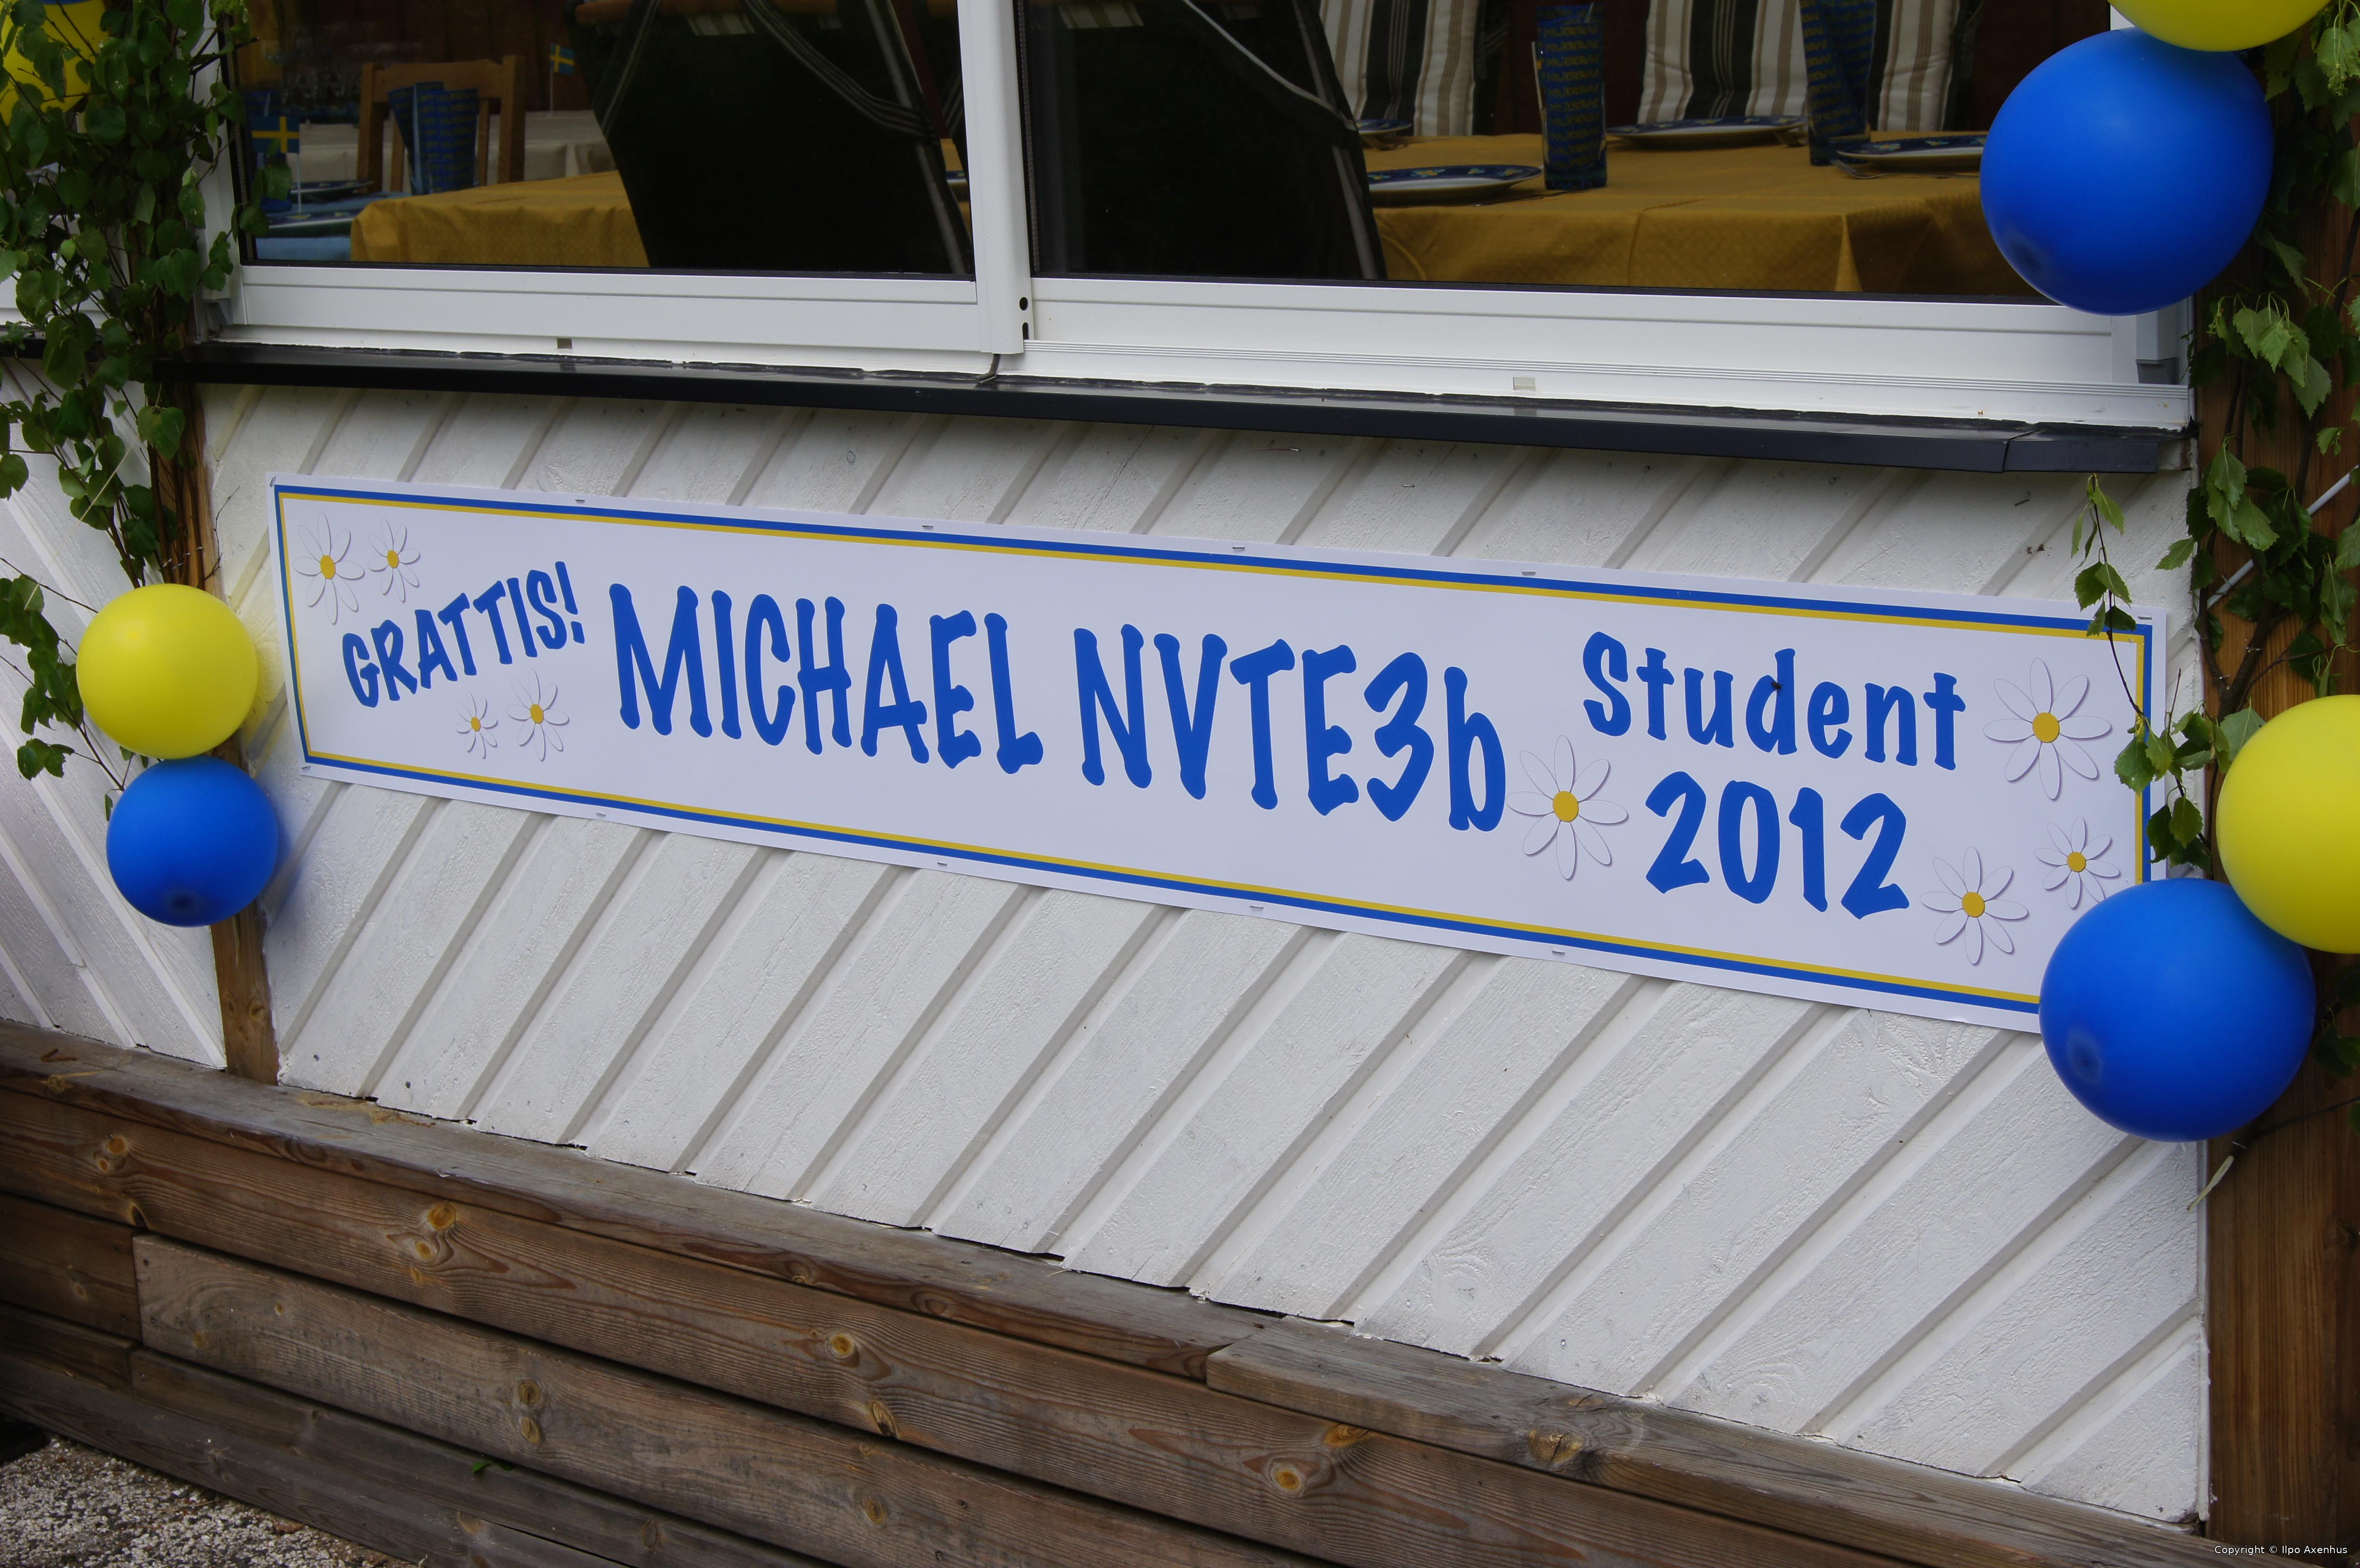 GRATTIS! MICHAEL NVTE3b Student
2012
Copyright © Ilpo Axenhus